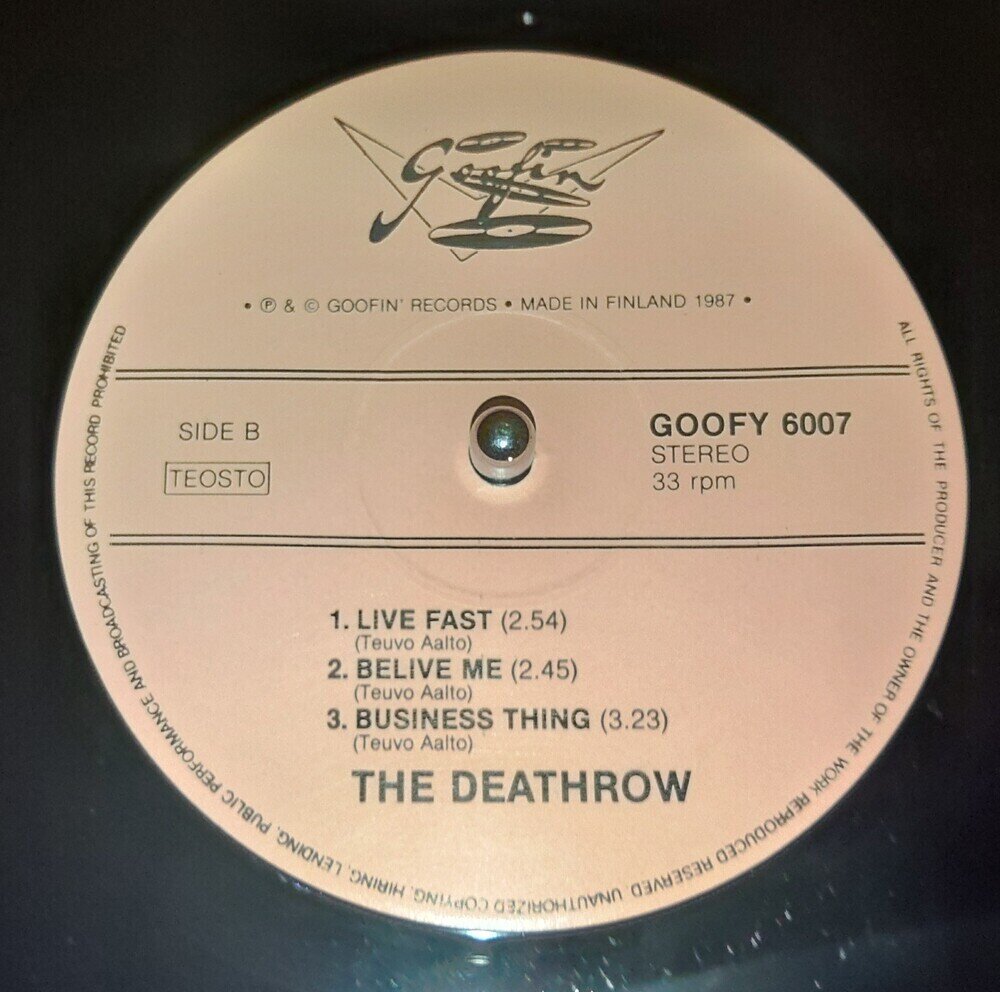 Goofin
• ℗ & © GOOFIN' RECORDS • MADE IN FINLAND 1987 •
SIDE B
TEOSTO
GOOFY 6007
STEREO
33 rpm
1. LIVE FAST (2.54)
(Teuvo Aalto)
2. BELIVE ME (2.45)
(Teuvo Aalto)
3. BUSINESS THING (3.23)
(Teuvo Aalto)
THE DEATHROW
ALL RIGHTS OF THE PRODUCER AND THE OWNER OF THE WORK REPRODUCED RESERVED. UNAUTHORIZED COPYING, HIRING, LENDING, PUBLIC PERFORMANCE AND BROADCASTING OF THIS RECORD PROHIBITED